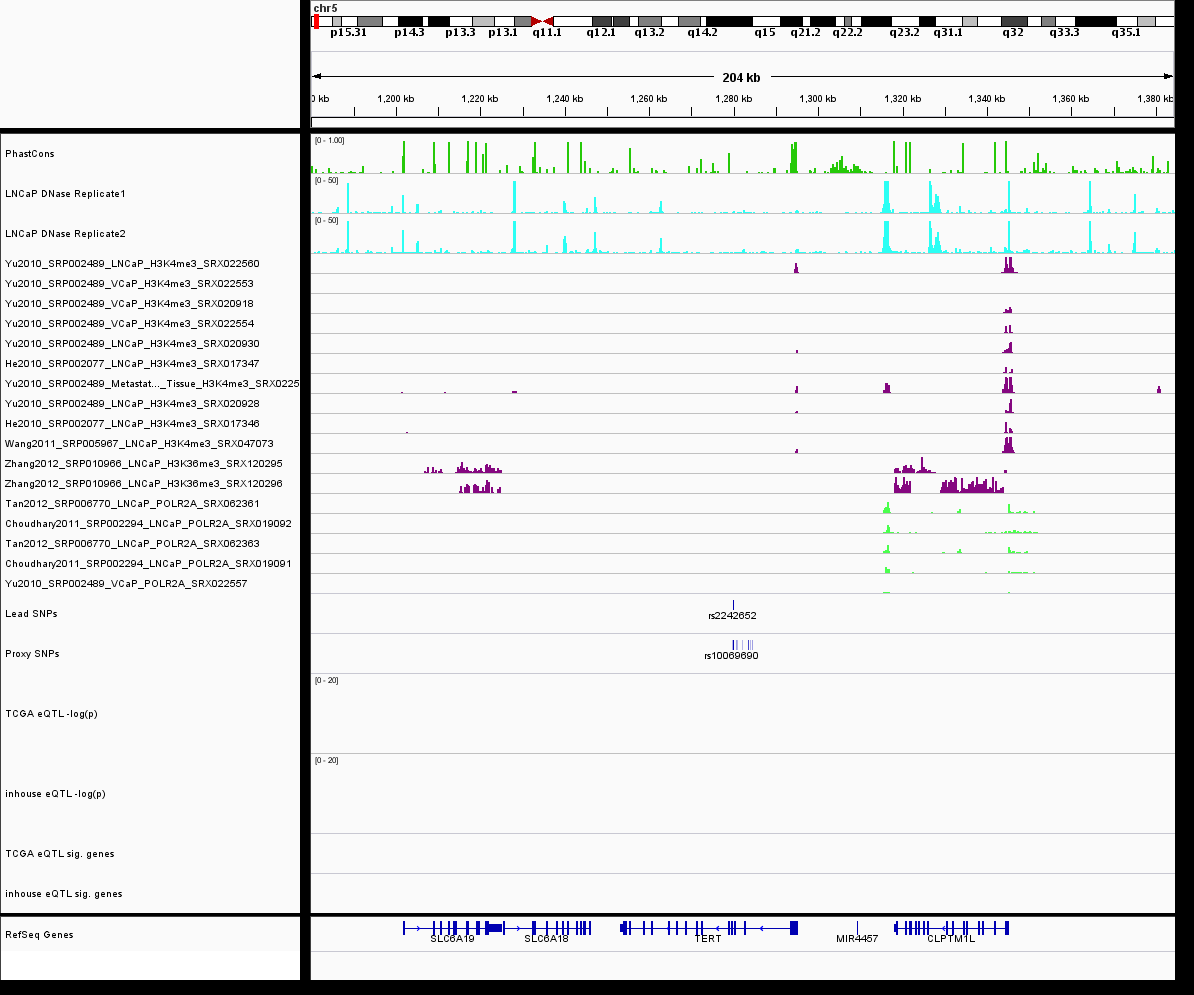 chr5
p15.31 p14.3 p13.3 p13.1 q11.1 q12.1 q13.2 q14.2 q15 q21.2 q22.2 q23.2 q31.1 q32 q33.3 q35.1
204 kb
0 kb 1,200 kb 1,220 kb 1,240 kb 1,260 kb 1,280 kb 1,300 kb 1,320 kb 1,340 kb 1,360 kb 1,380 kb
[0 - 1.00]
PhastCons
[0 - 50]
LNCaP DNase Replicate1
[0 - 50]
LNCaP DNase Replicate2
Yu2010_SRP002489_LNCaP_H3K4me3_SRX022560
Yu2010_SRP002489_VCaP_H3K4me3_SRX022553
Yu2010_SRP002489_VCaP_H3K4me3_SRX020918
Yu2010_SRP002489_VCaP_H3K4me3_SRX022554
Yu2010_SRP002489_LNCaP_H3K4me3_SRX020930
He2010_SRP002077_LNCaP_H3K4me3_SRX017347
Yu2010_SRP002489_Metastat..._Tissue_H3K4me3_SRX0225
Yu2010_SRP002489_LNCaP_H3K4me3_SRX020928
He2010_SRP002077_LNCaP_H3K4me3_SRX017346
Wang2011_SRP005967_LNCaP_H3K4me3_SRX047073
Zhang2012_SRP010966_LNCaP_H3K36me3_SRX120295
Zhang2012_SRP010966_LNCaP_H3K36me3_SRX120296
Tan2012_SRP006770_LNCaP_POLR2A_SRX062361
Choudhary2011_SRP002294_LNCaP_POLR2A_SRX019092
Tan2012_SRP006770_LNCaP_POLR2A_SRX062363
Choudhary2011_SRP002294_LNCaP_POLR2A_SRX019091
Yu2010_SRP002489_VCaP_POLR2A_SRX022557
Lead SNPs
rs2242652
Proxy SNPs
rs10069690
[0 - 20]
TCGA eQTL -log(p)
[0 - 20]
inhouse eQTL -log(p)
TCGA eQTL sig. genes
inhouse eQTL sig. genes
RefSeq Genes
SLC6A19 SLC6A18 TERT MIR4457 CLPTM1L